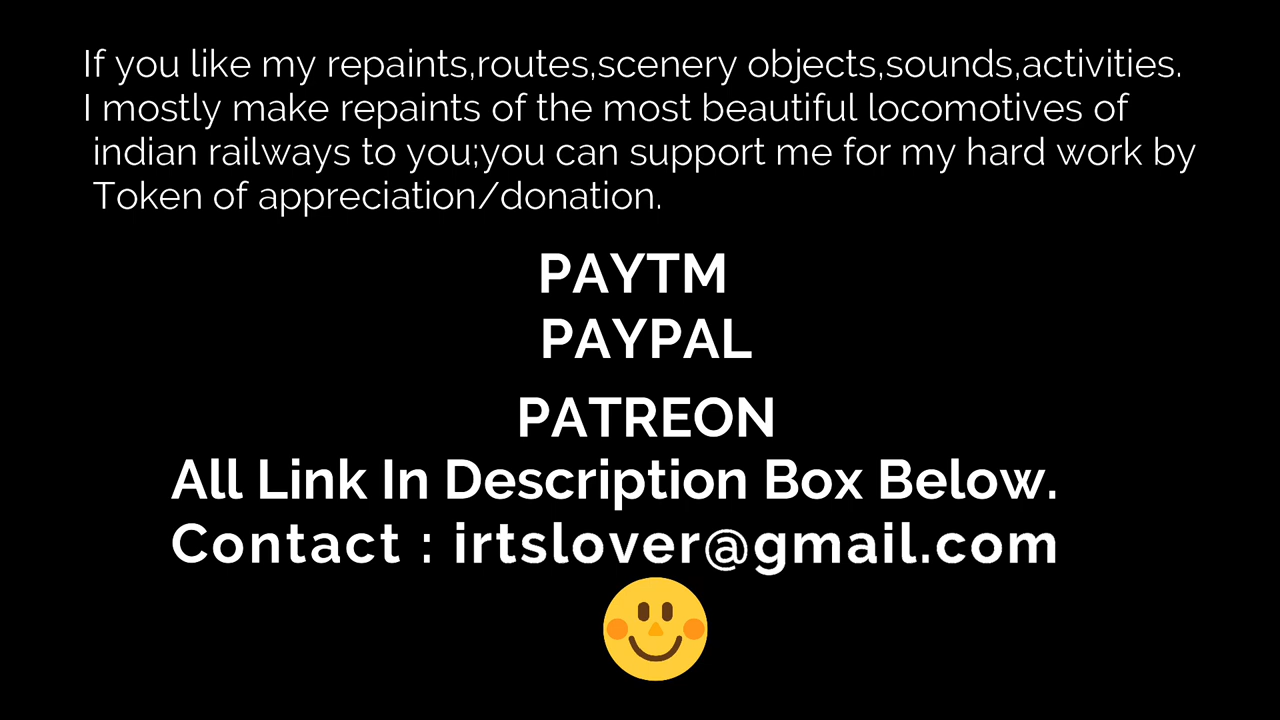 If you like my repaints,routes,scenery objects,sounds,activities.
I mostly make repaints of the most beautiful locomotives of
indian railways to you;you can support me for my hard work by
Token of appreciation/donation.
PAYTM
PAYPAL
PATREON
All Link In Description Box Below.
Contact : irtslover@gmail.com